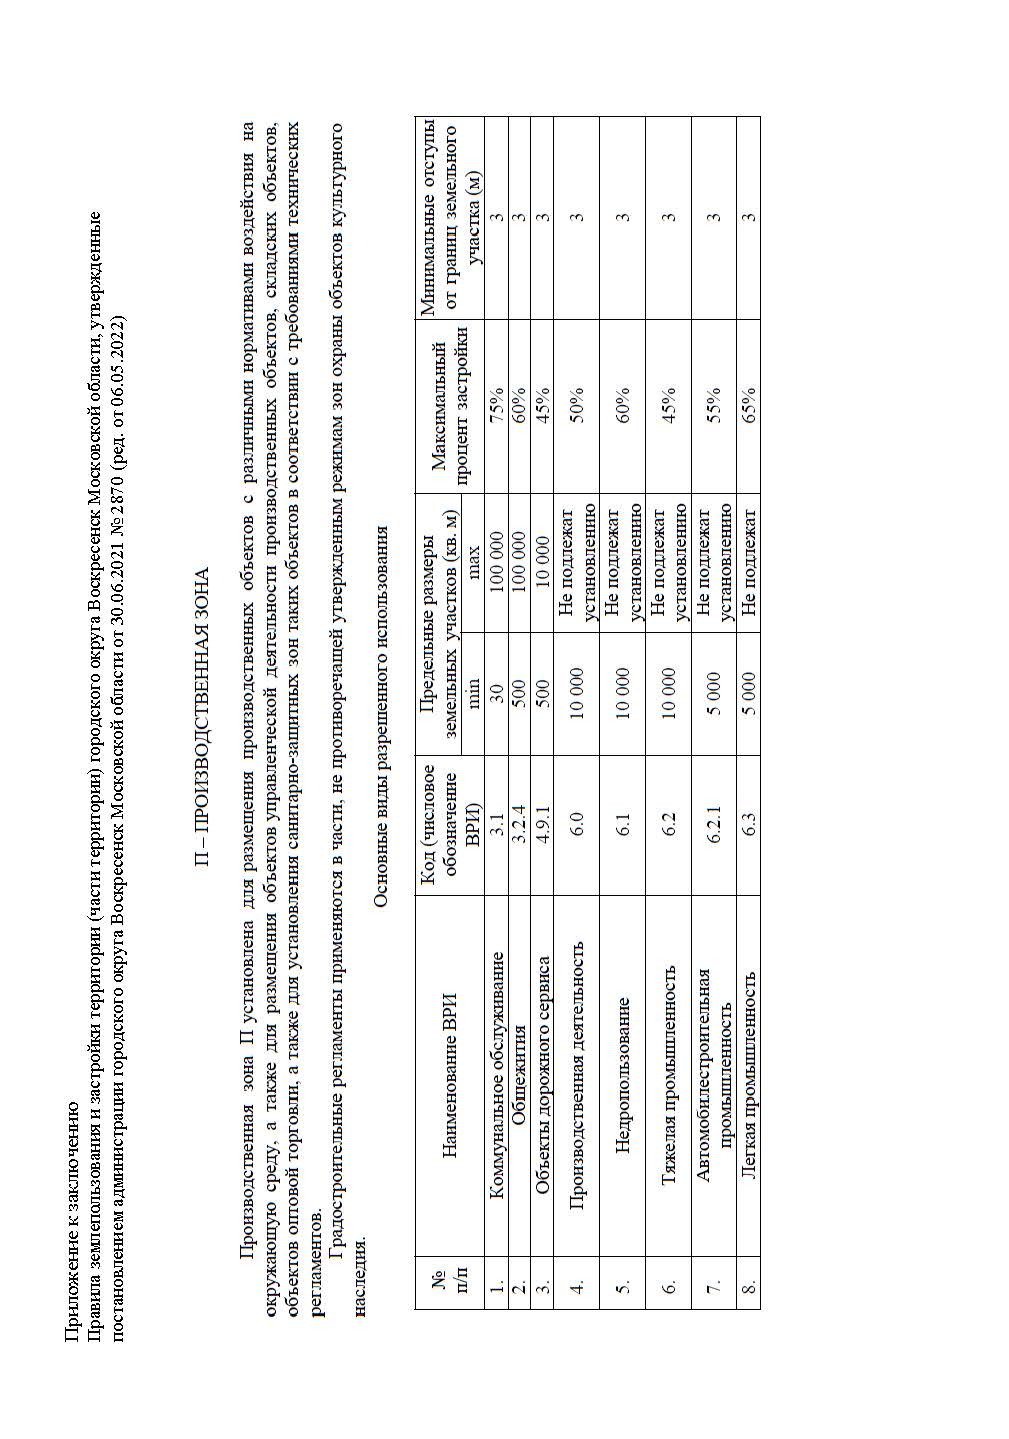 Приложение к заключению
Правила землепользования и застройки территории (части территории) городского округа Воскресенск Московской области, утвержденные
постановлением администрации городского округа Воскресенск Московской области от 30.06.2021 № 2870 (ред. от 06.05.2022)
П – ПРОИЗВОДСТВЕННАЯ ЗОНА
Производственная зона П установлена для размещения производственных объектов с различными нормативами воздействия на
окружающую среду, а также для размещения объектов управленческой деятельности производственных объектов, складских объектов,
объектов оптовой торговли, а также для установления санитарно-защитных зон таких объектов в соответствии с требованиями технических
регламентов.
Градостроительные регламенты применяются в части, не противоречащей утвержденным режимам зон охраны объектов культурного
наследия.
Основные виды разрешенного использования
№ п/п Наименование ВРИ Код (числовое обозначение ВРИ) Предельные размеры земельных участков (кв. м) Максимальный процент застройки Минимальные отступы от границ земельного участка (м)
min max
1. Коммунальное обслуживание 3.1 30 100 000 75% 3
2. Общежития 3.2.4 500 100 000 60% 3
3. Объекты дорожного сервиса 4.9.1 500 10 000 45% 3
4. Производственная деятельность 6.0 10 000 Не подлежат установлению 50% 3
5. Недропользование 6.1 10 000 Не подлежат установлению 60% 3
6. Тяжелая промышленность 6.2 10 000 Не подлежат установлению 45% 3
7. Автомобилестроительная промышленность 6.2.1 5 000 Не подлежат установлению 55% 3
8. Легкая промышленность 6.3 5 000 Не подлежат 65% 3